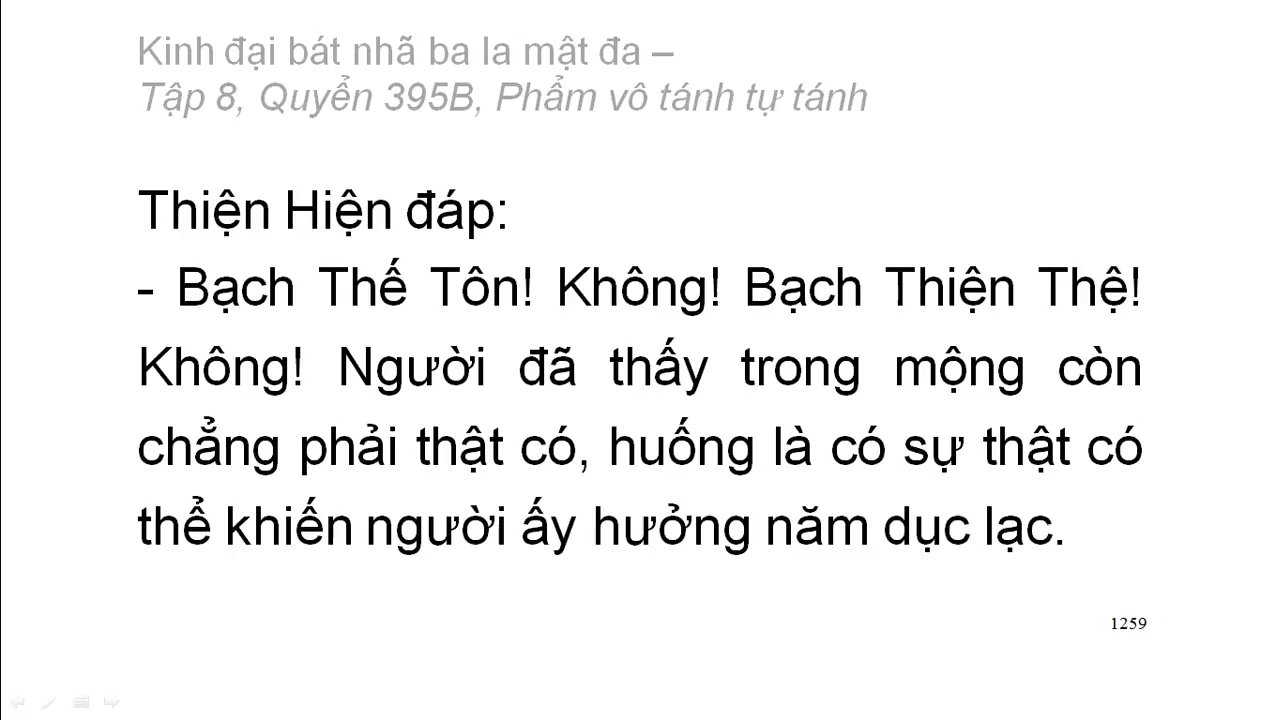 Kinh đại bát nhã ba la mật đa –
Tập 8, Quyển 395B, Phẩm vô tánh tự tánh
Thiện Hiện đáp:
- Bạch Thế Tôn! Không! Bạch Thiện Thệ!
Không! Người đã thấy trong mộng còn
chẳng phải thật có, huống là có sự thật có
thể khiến người ấy hưởng năm dục lạc.
1259